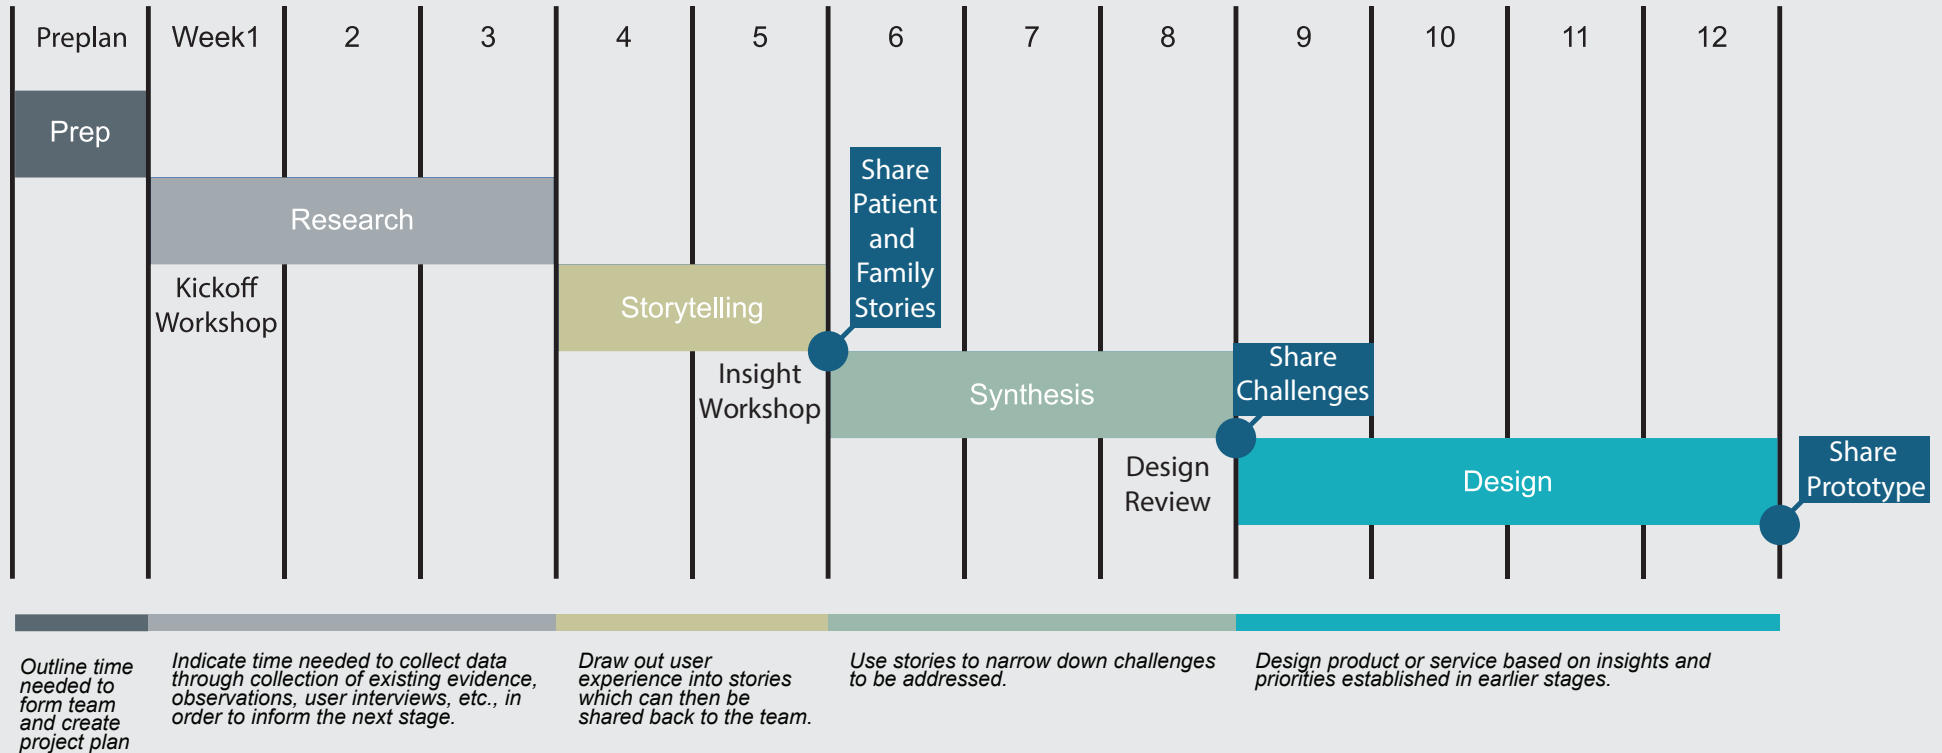 Preplan Week1 2 3 4 5 6 7 8 9 10 11 12
Prep
Research
Kickoff
Workshop
Storytelling
Insight
Workshop
Share
Patient
and
Family
Stories
Synthesis
Design
Review
Share
Challenges
Design
Share
Prototype
Outline time
needed to
form team
and create
project plan
Indicate time needed to collect data
through collection of existing evidence,
observations, user interviews, etc., in
order to inform the next stage.
Draw out user
experience into stories
which can then be
shared back to the team.
Use stories to narrow down challenges
to be addressed.
Design product or service based on insights and
priorities established in earlier stages.